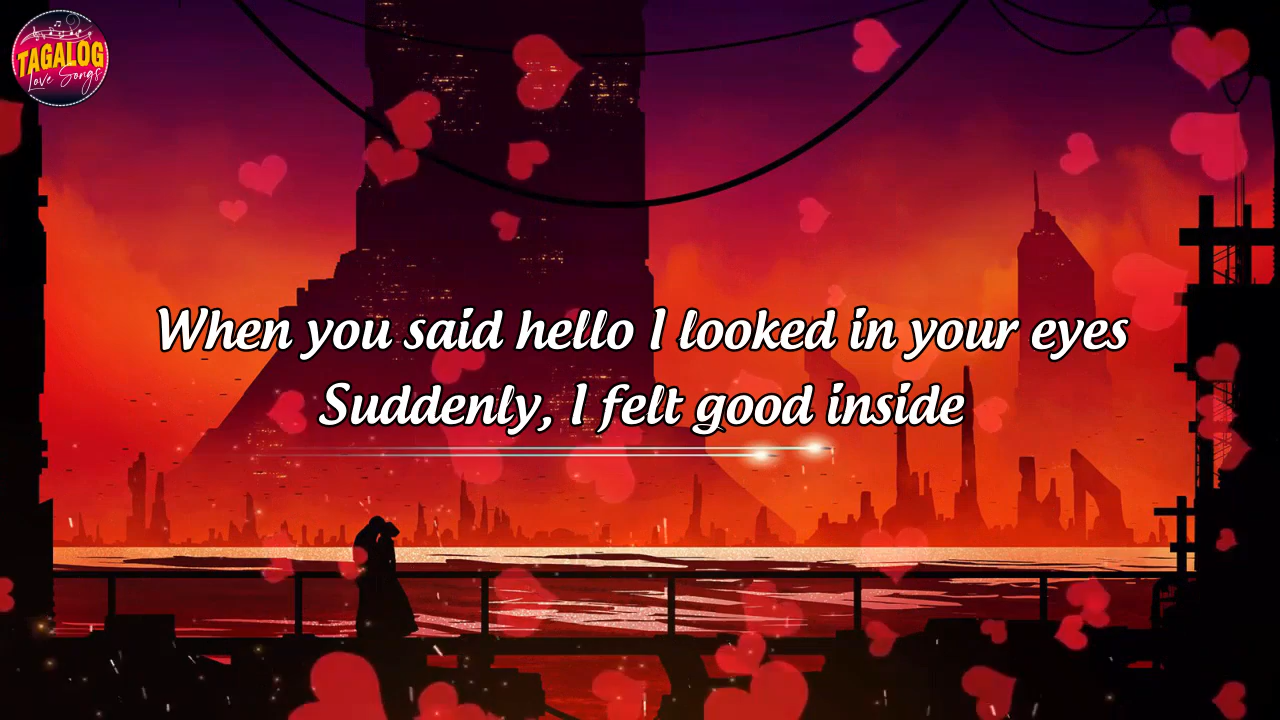 TAGALOG
Love Songs
When you said hello I looked in your eyes
Suddenly, I felt good inside